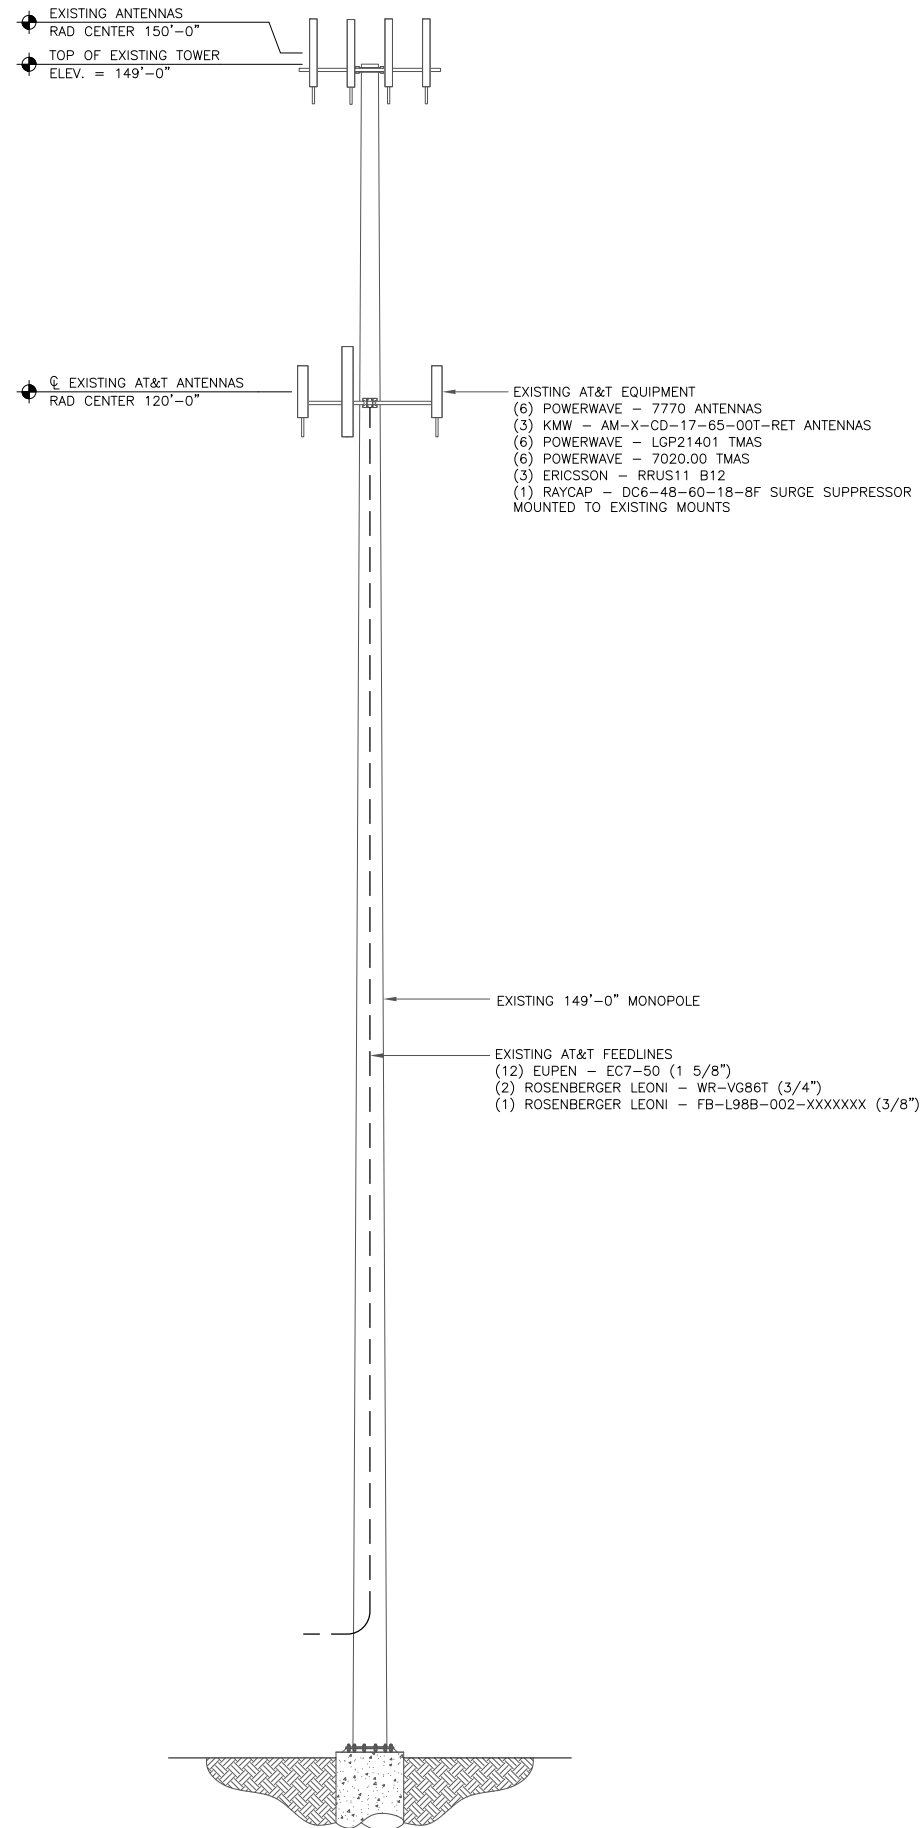 EXISTING ANTENNAS
RAD CENTER 150'-0"
TOP OF EXISTING TOWER
ELEV. = 149'-0"
℄ EXISTING AT&T ANTENNAS
RAD CENTER 120'-0"
EXISTING AT&T EQUIPMENT
(6) POWERWAVE - 7770 ANTENNAS
(3) KMW - AM-X-CD-17-65-00T-RET ANTENNAS
(6) POWERWAVE - LGP21401 TMAS
(6) POWERWAVE - 7020.00 TMAS
(3) ERICSSON - RRUS11 B12
(1) RAYCAP - DC6-48-60-18-8F SURGE SUPPRESSOR
MOUNTED TO EXISTING MOUNTS
EXISTING 149'-0" MONOPOLE
EXISTING AT&T FEEDLINES
(12) EUPEN - EC7-50 (1 5/8")
(2) ROSENBERGER LEONI - WR-VG86T (3/4")
(1) ROSENBERGER LEONI - FB-L98B-002-XXXXXXX (3/8")